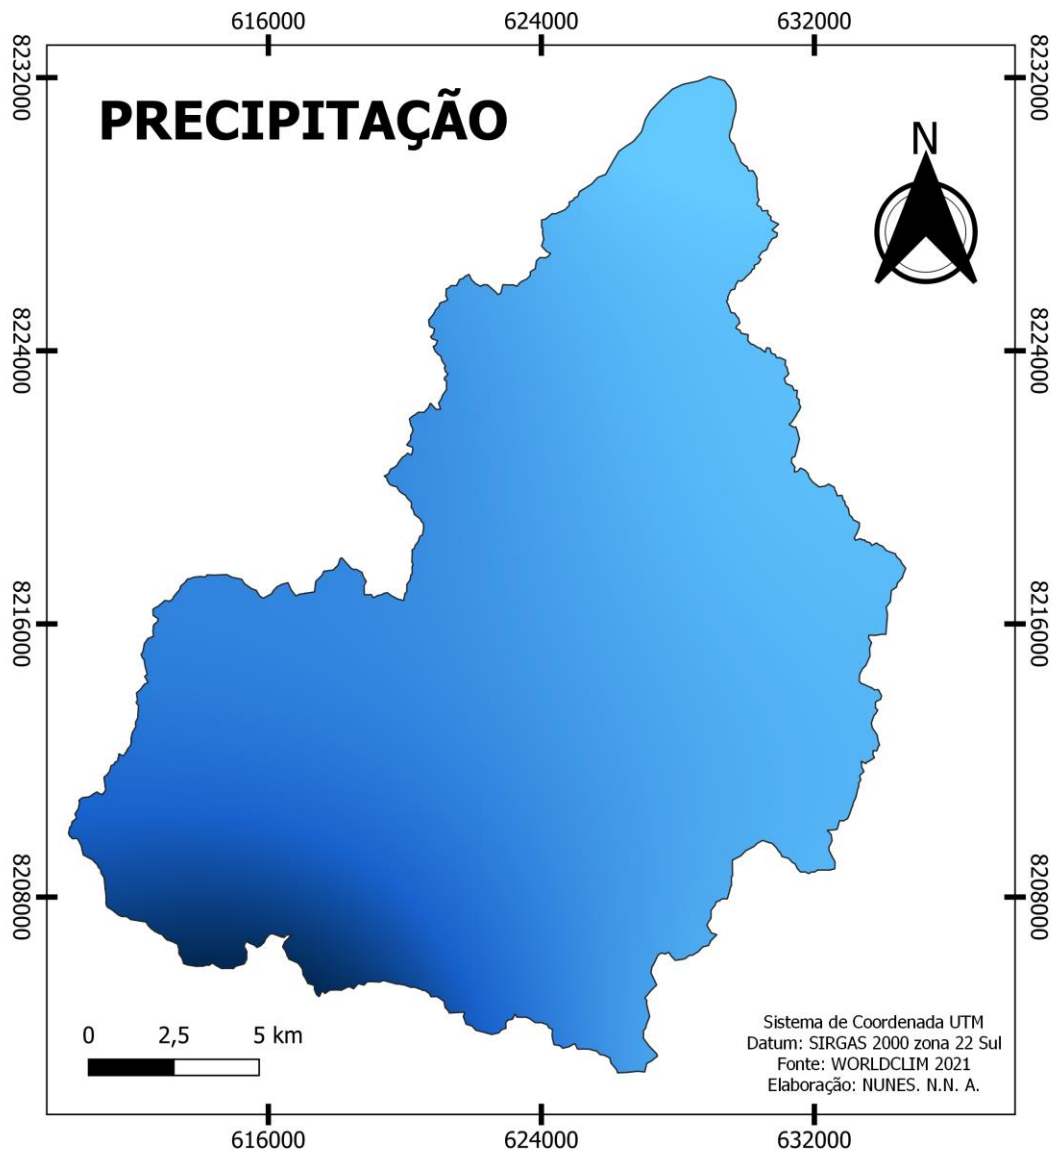 616000 624000 632000
8232000 8232000
PRECIPITAÇÃO
N
8224000 8224000
8216000 8216000
8208000 8208000
0 2,5 5 km
Sistema de Coordenada UTM
Datum: SIRGAS 2000 zona 22 Sul
Fonte: WORLDCLIM 2021
Elaboração: NUNES. N.N. A.
616000 624000 632000